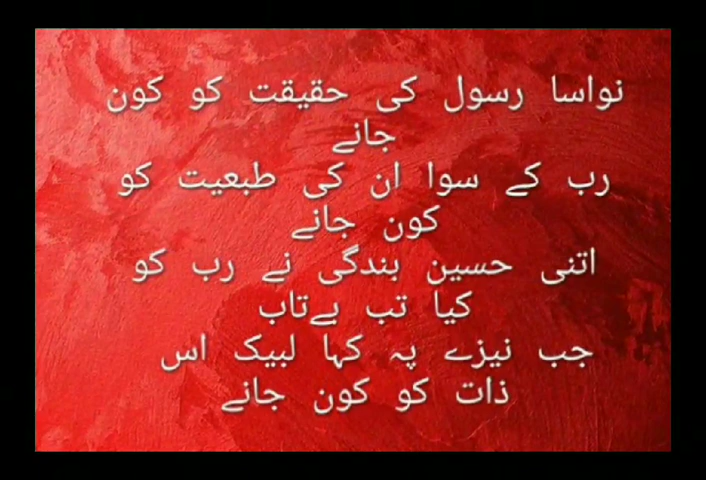 نواسا رسول کی حقیقت کو کون
جانے
رب کے سوا ان کی طبعیت کو
کون جانے
اتنی حسین بندگی نے رب کو
کیا تب بےتاب
جب نیزے پہ کہا لبیک اس
ذات کو کون جانے